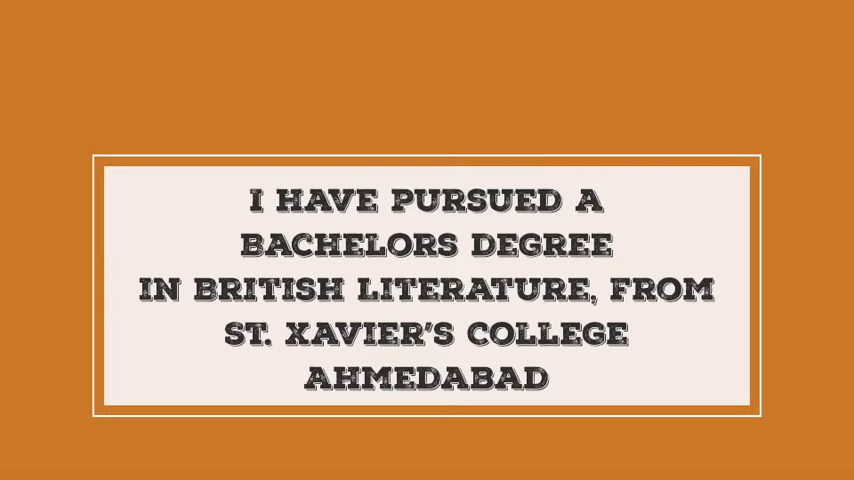 I HAVE PURSUED A
BACHELORS DEGREE
IN BRITISH LITERATURE, FROM
ST. XAVIER'S COLLEGE
AHMEDABAD